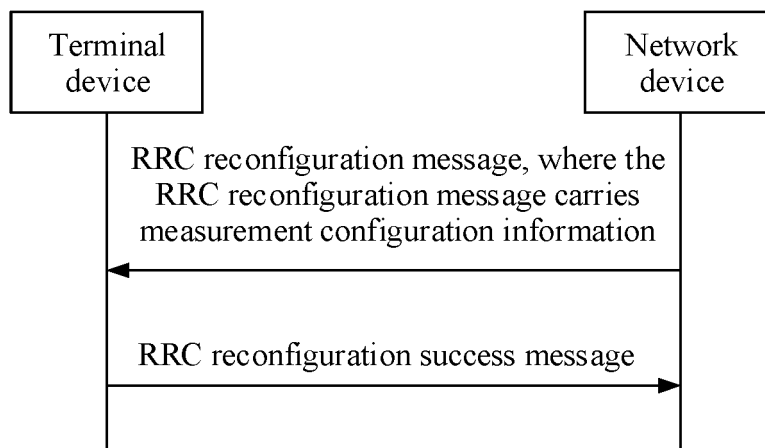 Terminal
device
Network
device
RRC reconfiguration message, where the
RRC reconfiguration message carries
measurement configuration information
RRC reconfiguration success message